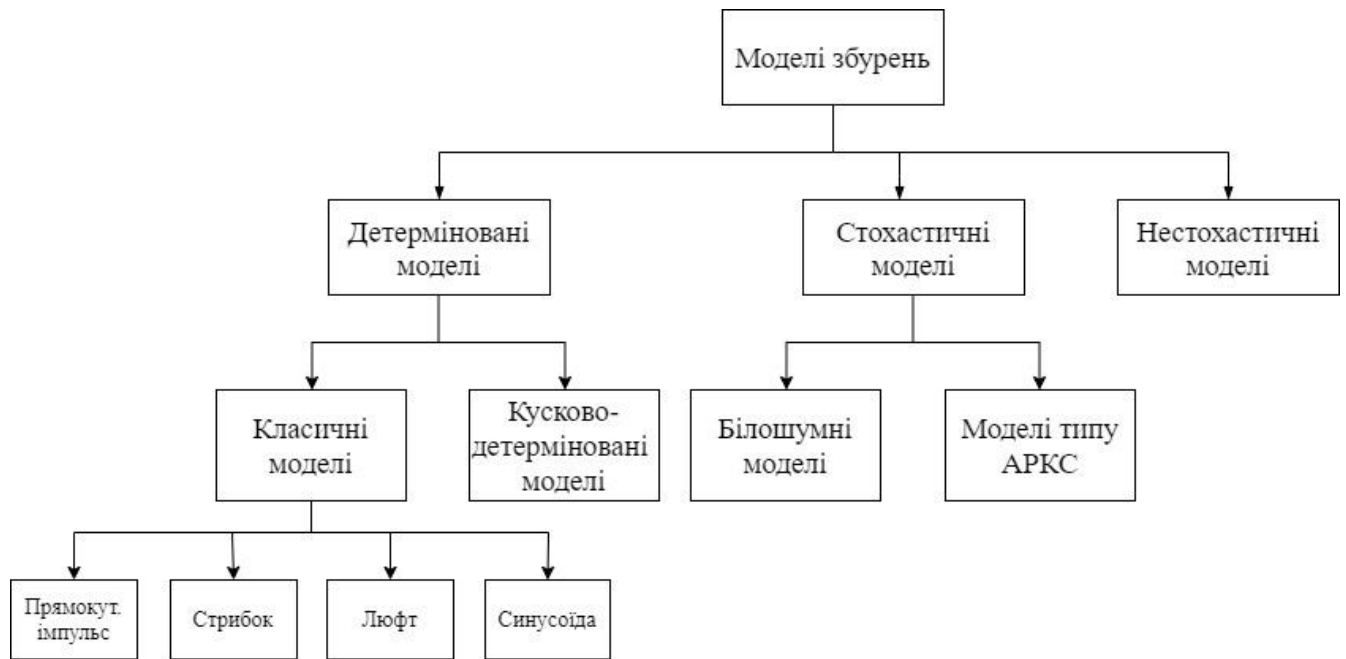 Моделі збурень
Детерміновані
моделі
Стохастичні
моделі
Нестохастичні
моделі
Класичні
моделі
Кусково-
детерміновані
моделі
Білошумні
моделі
Моделі типу
АРКС
Прямокут.
імпульс
Стрибок
Люфт
Синусоїда